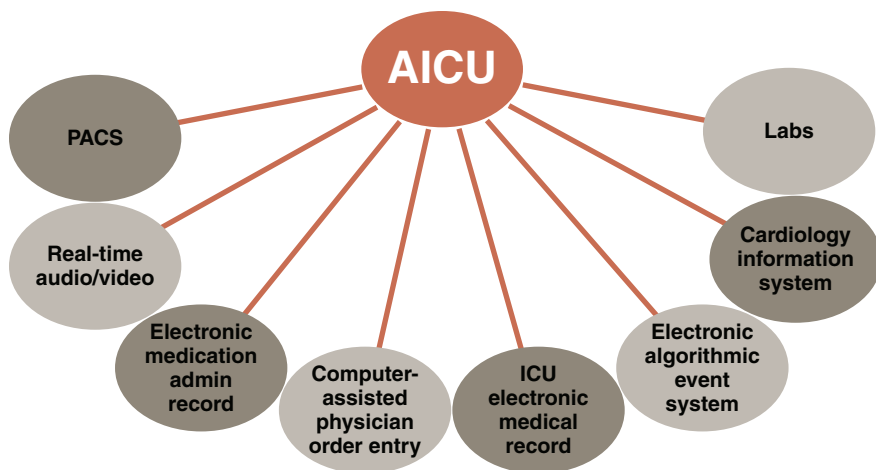 AICU
PACS
Labs
Real-time
audio/video
Cardiology
information
system
Electronic
medication
admin
record
Computer-
assisted
physician
order entry
ICU
electronic
medical
record
Electronic
algorithmic
event
system